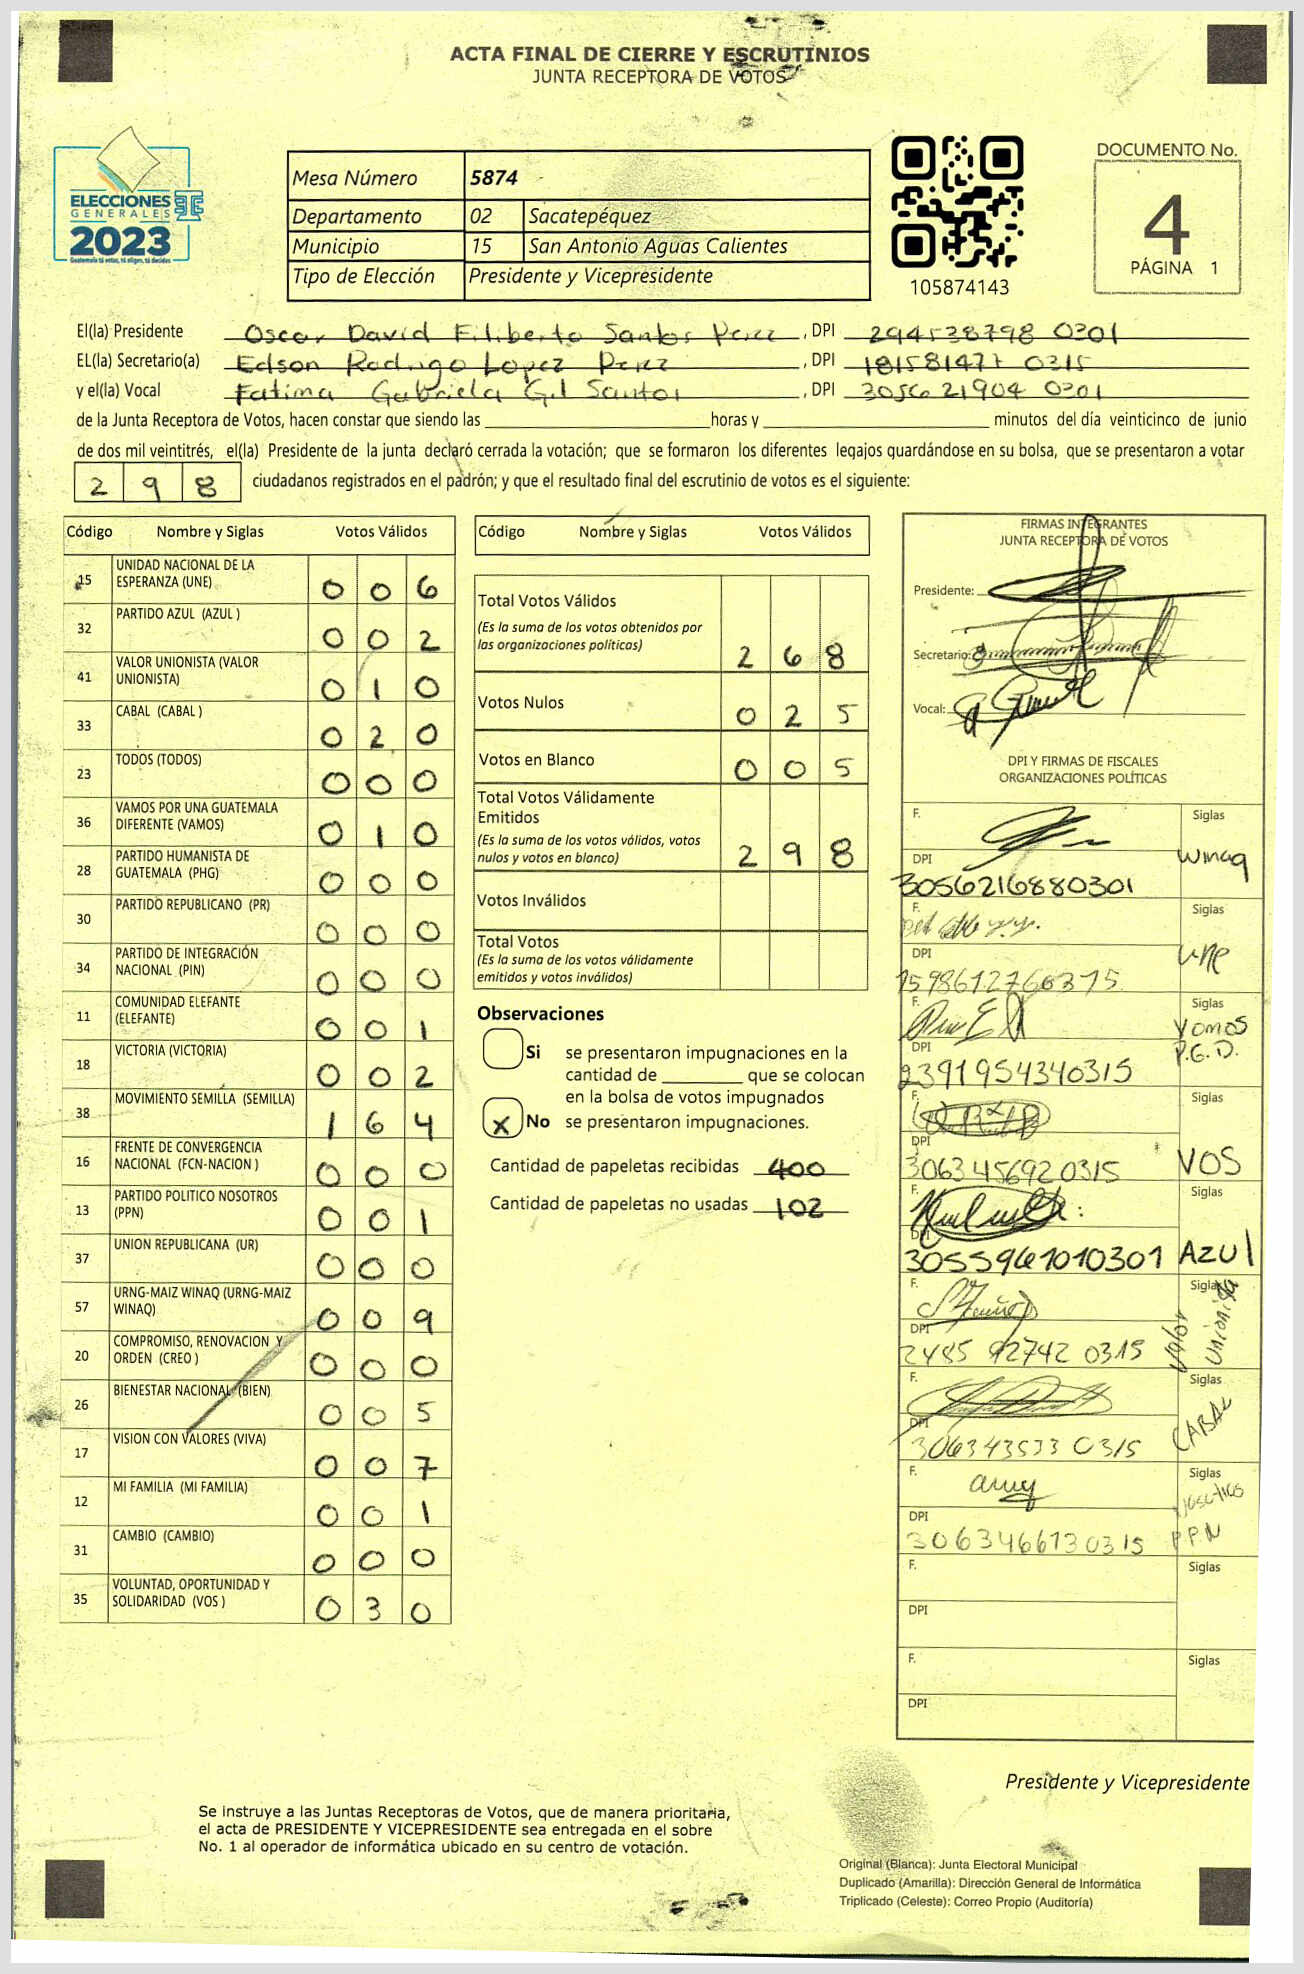 ACTA FINAL DE CIERRE Y ESCRUTINIOS
JUNTA RECEPTORA DE VOTOS
ELECCIONES
GENERALES
2023
Guatemala tú votas, tú eliges, tú decides
Mesa Número 5874
Departamento 02 Sacatepéquez
Municipio 15 San Antonio Aguas Calientes
Tipo de Elección Presidente y Vicepresidente
105874143
DOCUMENTO No.
4
PÁGINA 1
El(la) Presidente Oscar David Filiberto Santos Perez , DPI 294538798 0301
EL(la) Secretario(a) Edson Rodrigo Lopez Perez , DPI 181581477 0315
y el(la) Vocal Fatima Gabriela Gil Santos , DPI 305621904 0301
de la Junta Receptora de Votos, hacen constar que siendo las horas y minutos del día veinticinco de junio
de dos mil veintitrés, el(la) Presidente de la junta declaró cerrada la votación; que se formaron los diferentes legajos guardándose en su bolsa, que se presentaron a votar
2 9 8 ciudadanos registrados en el padrón; y que el resultado final del escrutinio de votos es el siguiente:
Código Nombre y Siglas Votos Válidos
15 UNIDAD NACIONAL DE LA
ESPERANZA (UNE) 0 0 6
32 PARTIDO AZUL (AZUL ) 0 0 2
41 VALOR UNIONISTA (VALOR
UNIONISTA) 0 1 0
33 CABAL (CABAL ) 0 2 0
23 TODOS (TODOS) 0 0 0
36 VAMOS POR UNA GUATEMALA
DIFERENTE (VAMOS) 0 1 0
28 PARTIDO HUMANISTA DE
GUATEMALA (PHG) 0 0 0
30 PARTIDO REPUBLICANO (PR) 0 0 0
34 PARTIDO DE INTEGRACIÓN
NACIONAL (PIN) 0 0 0
11 COMUNIDAD ELEFANTE
(ELEFANTE) 0 0 1
18 VICTORIA (VICTORIA) 0 0 2
38 MOVIMIENTO SEMILLA (SEMILLA) 1 6 4
16 FRENTE DE CONVERGENCIA
NACIONAL (FCN-NACION ) 0 0 0
13 PARTIDO POLITICO NOSOTROS
(PPN) 0 0 1
37 UNION REPUBLICANA (UR) 0 0 0
57 URNG-MAIZ WINAQ (URNG-MAIZ
WINAQ) 0 0 9
20 COMPROMISO, RENOVACION Y
ORDEN (CREO ) 0 0 0
26 BIENESTAR NACIONAL (BIEN) 0 0 5
17 VISION CON VALORES (VIVA) 0 0 7
12 MI FAMILIA (MI FAMILIA) 0 0 1
31 CAMBIO (CAMBIO) 0 0 0
35 VOLUNTAD, OPORTUNIDAD Y
SOLIDARIDAD (VOS ) 0 3 0
Código Nombre y Siglas Votos Válidos
Total Votos Válidos
(Es la suma de los votos obtenidos por
las organizaciones políticas) 2 6 8
Votos Nulos 0 2 5
Votos en Blanco 0 0 5
Total Votos Válidamente
Emitidos
(Es la suma de los votos válidos, votos
nulos y votos en blanco) 2 9 8
Votos Inválidos
Total Votos
(Es la suma de los votos válidamente
emitidos y votos inválidos)
Observaciones
Si se presentaron impugnaciones en la
cantidad de que se colocan
en la bolsa de votos impugnados
x No se presentaron impugnaciones.
Cantidad de papeletas recibidas 400
Cantidad de papeletas no usadas 102
FIRMAS INTEGRANTES
JUNTA RECEPTORA DE VOTOS
Presidente:
Secretario:
Vocal:
DPI Y FIRMAS DE FISCALES
ORGANIZACIONES POLÍTICAS
F. Siglas
DPI winaq
3056216880301
F. Siglas
DPI une
1598612760315
F. Siglas
Vamos
DPI P.G.D.
2391954340315
F. Siglas
DPI
3063456920315 VOS
F. Siglas
DPI
3055961010301 AZUl
F. Siglas
Valor Unionista
DPI
2485 92742 0315
F. Siglas
DPI CABAL
306343533 0315
F. Siglas
Nosotros
DPI
3063466130315 PPN
F. Siglas
DPI
F. Siglas
DPI
Presidente y Vicepresidente
Se instruye a las Juntas Receptoras de Votos, que de manera prioritaria,
el acta de PRESIDENTE Y VICEPRESIDENTE sea entregada en el sobre
No. 1 al operador de informática ubicado en su centro de votación.
Original (Blanca): Junta Electoral Municipal
Duplicado (Amarilla): Dirección General de Informática
Triplicado (Celeste): Correo Propio (Auditoría)